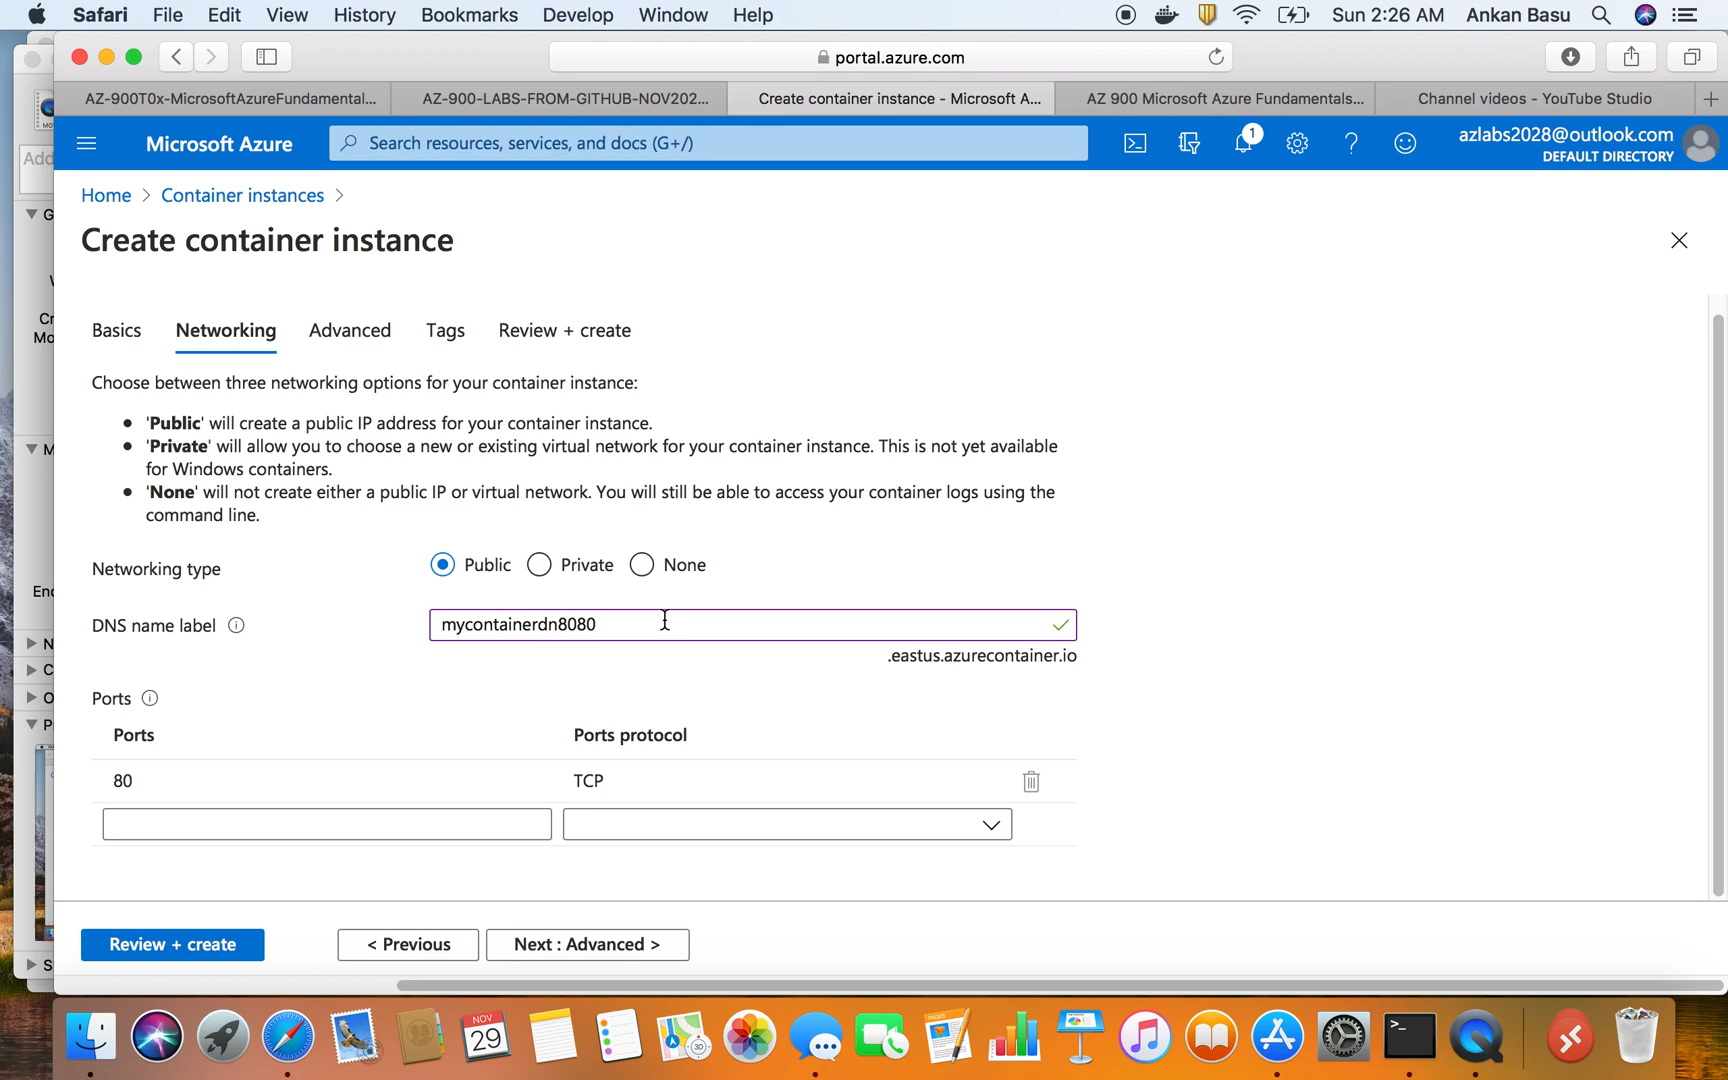 Safari File Edit View History Bookmarks Develop Window Help Sun 2:26 AM Ankan Basu
portal.azure.com
AZ-900T0x-MicrosoftAzureFundamental... AZ-900-LABS-FROM-GITHUB-NOV202... Create container instance - Microsoft A... AZ 900 Microsoft Azure Fundamentals... Channel videos - YouTube Studio
Microsoft Azure Search resources, services, and docs (G+/) 1 azlabs2028@outlook.com
DEFAULT DIRECTORY
Home > Container instances >
Create container instance
Basics Networking Advanced Tags Review + create
Choose between three networking options for your container instance:
• 'Public' will create a public IP address for your container instance.
• 'Private' will allow you to choose a new or existing virtual network for your container instance. This is not yet available
for Windows containers.
• 'None' will not create either a public IP or virtual network. You will still be able to access your container logs using the
command line.
Networking type Public Private None
DNS name label mycontainerdn8080
.eastus.azurecontainer.io
Ports
Ports Ports protocol
80 TCP
Review + create < Previous Next : Advanced >
NOV
29